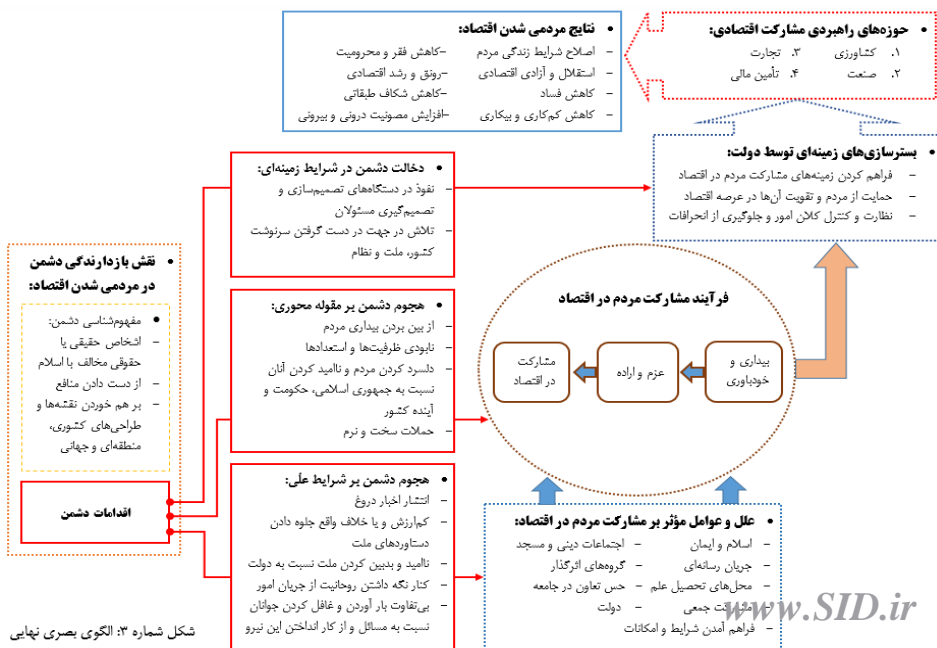 حوزه‌های راهبردی مشارکت اقتصادی:
۱. کشاورزی
۳. تجارت
۲. صنعت
۴. تأمین مالی
نتایج مردمی شدن اقتصاد:
- اصلاح شرایط زندگی مردم
-کاهش فقر و محرومیت
- استقلال و آزادی اقتصادی
-رونق و رشد اقتصادی
- کاهش فساد
-کاهش شکاف طبقاتی
- کاهش کم‌کاری و بیکاری
-افزایش مصونیت درونی و بیرونی
بسترسازی‌های زمینه‌ای توسط دولت:
- فراهم کردن زمینه‌های مشارکت مردم در اقتصاد
- حمایت از مردم و تقویت آن‌ها در عرصه اقتصاد
- نظارت و کنترل کلان امور و جلوگیری از انحرافات
دخالت دشمن در شرایط زمینه‌ای:
- نفوذ در دستگاه‌های تصمیم‌سازی و
تصمیم‌گیری مسئولان
- تلاش در جهت در دست گرفتن سرنوشت
کشور، ملت و نظام
نقش بازدارندگی دشمن
در مردمی شدن اقتصاد:
مفهوم‌شناسی دشمن:
- اشخاص حقیقی یا
حقوقی مخالف با اسلام
- از دست دادن منافع
- بر هم خوردن نقشه‌ها و
طراحی‌های کشوری،
منطقه‌ای و جهانی
اقدامات دشمن
هجوم دشمن بر مقوله محوری:
- از بین بردن بیداری مردم
- نابودی ظرفیت‌ها و استعدادها
- دلسرد کردن مردم و ناامید کردن آنان
نسبت به جمهوری اسلامی، حکومت و
آینده کشور
- حملات سخت و نرم
فرآیند مشارکت مردم در اقتصاد
بیداری و
خودباوری
عزم و اراده
مشارکت
در اقتصاد
هجوم دشمن بر شرایط علّی:
- انتشار اخبار دروغ
- کم‌ارزش و یا خلاف واقع جلوه دادن
دستاوردهای ملت
- ناامید و بدبین کردن ملت نسبت به دولت
- کنار نگه داشتن روحانیت از جریان امور
- بی‌تفاوت بار آوردن و غافل کردن جوانان
نسبت به مسائل و از کار انداختن این نیرو
علل و عوامل مؤثر بر مشارکت مردم در اقتصاد:
- اسلام و ایمان
- اجتماعات دینی و مسجد
- جریان رسانه‌ای
- گروه‌های اثرگذار
- محل‌های تحصیل علم
- حس تعاون در جامعه
- جمعی
- دولت
- فراهم آمدن شرایط و امکانات
www.SID.ir
شکل شماره ۳: الگوی بصری نهایی